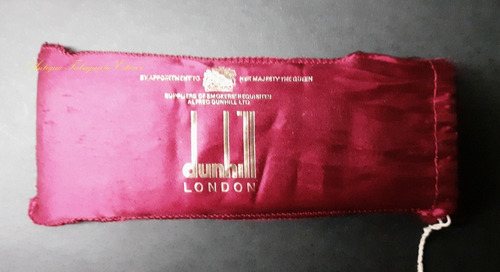 BY APPOINTMENT TO HER MAJESTY THE QUEEN
SUPPLIERS OF SMOKERS' REQUISITES
ALFRED DUNHILL LTD.
dunhill
LONDON